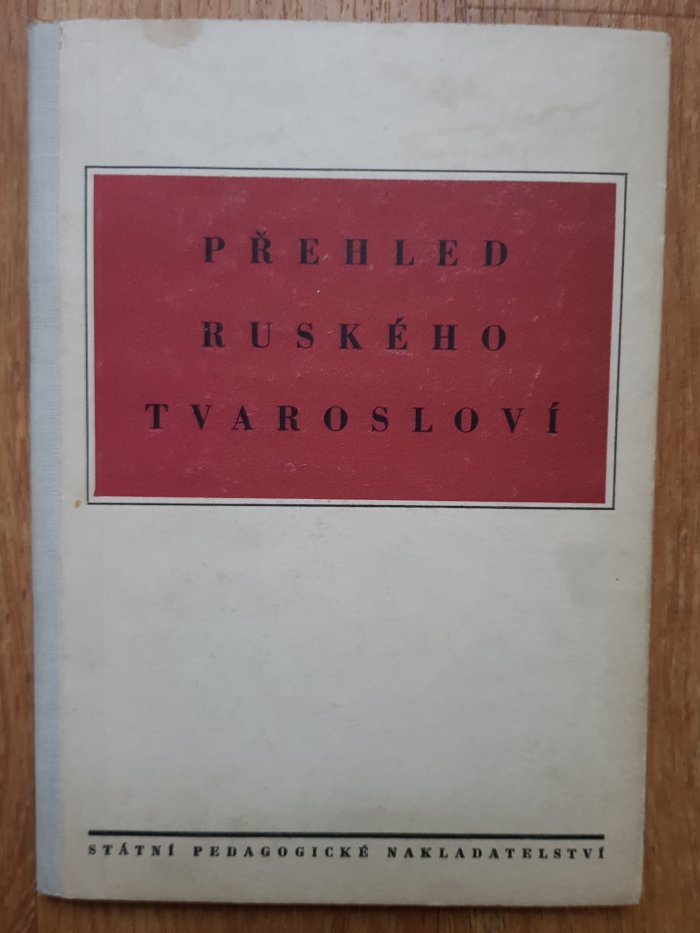 PŘEHLED
RUSKÉHO
TVAROSLOVÍ
STÁTNÍ PEDAGOGICKÉ NAKLADATELSTVÍ